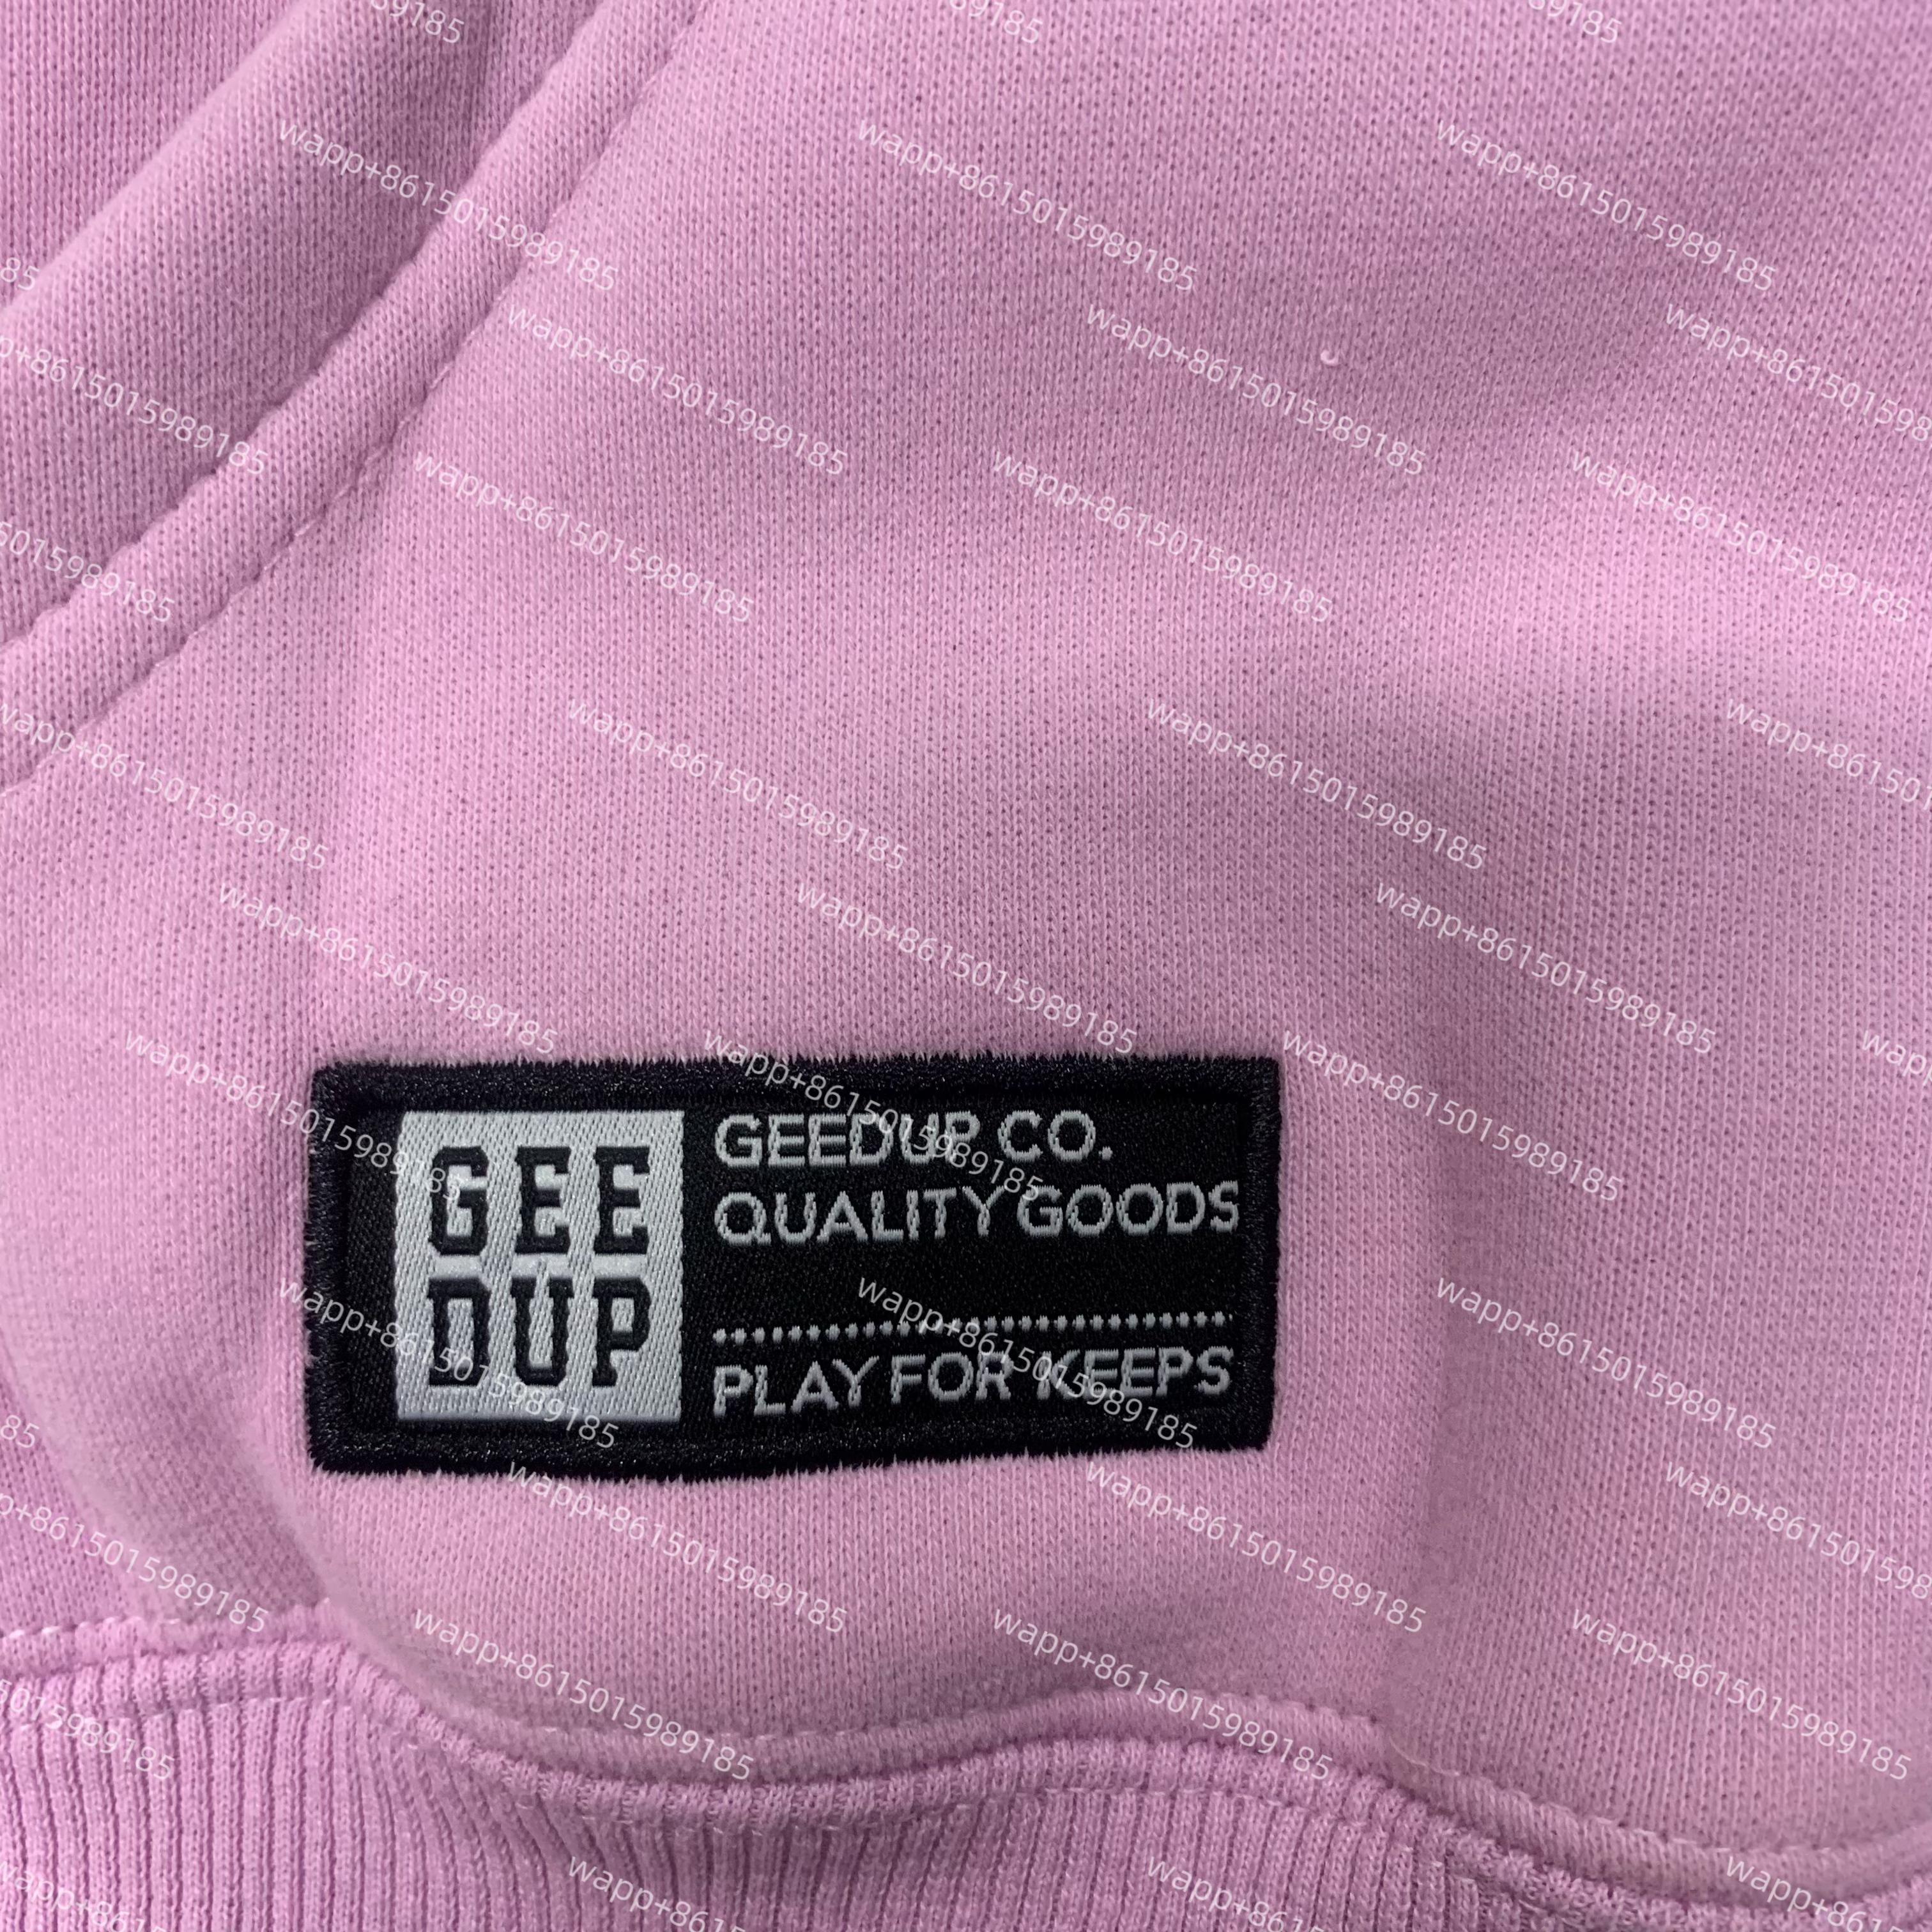 GEE
DUP
GEEDUP CO.
QUALITY GOODS
PLAY FOR KEEPS
wapp+8615015989185